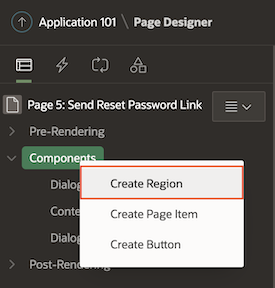 Application 101 \ Page Designer
Page 5: Send Reset Password Link
Pre-Rendering
Components
Dialog
Create Region
Conte
Create Page Item
Dialog
Create Button
Post-Rendering